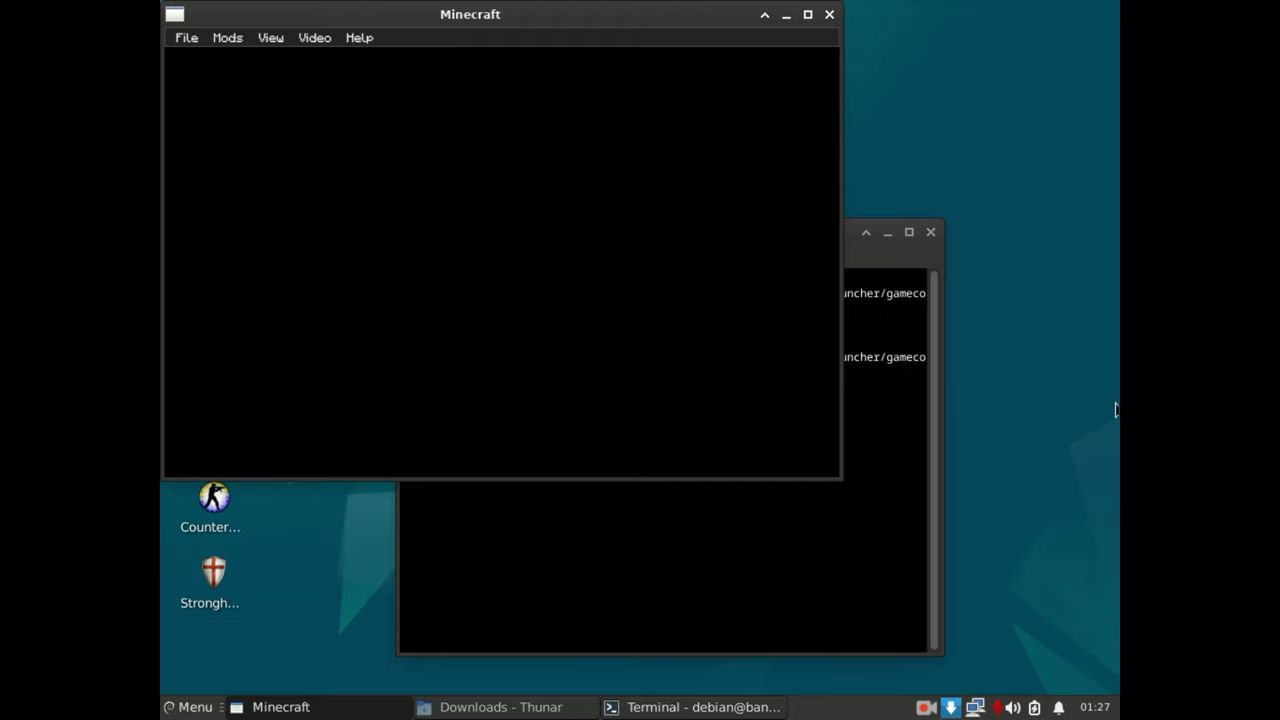 Minecraft
File Mods View Video Help
uncher/gameco
uncher/gameco
Counter...
Strongh...
Menu Minecraft Downloads - Thunar Terminal - debian@ban... 01:27